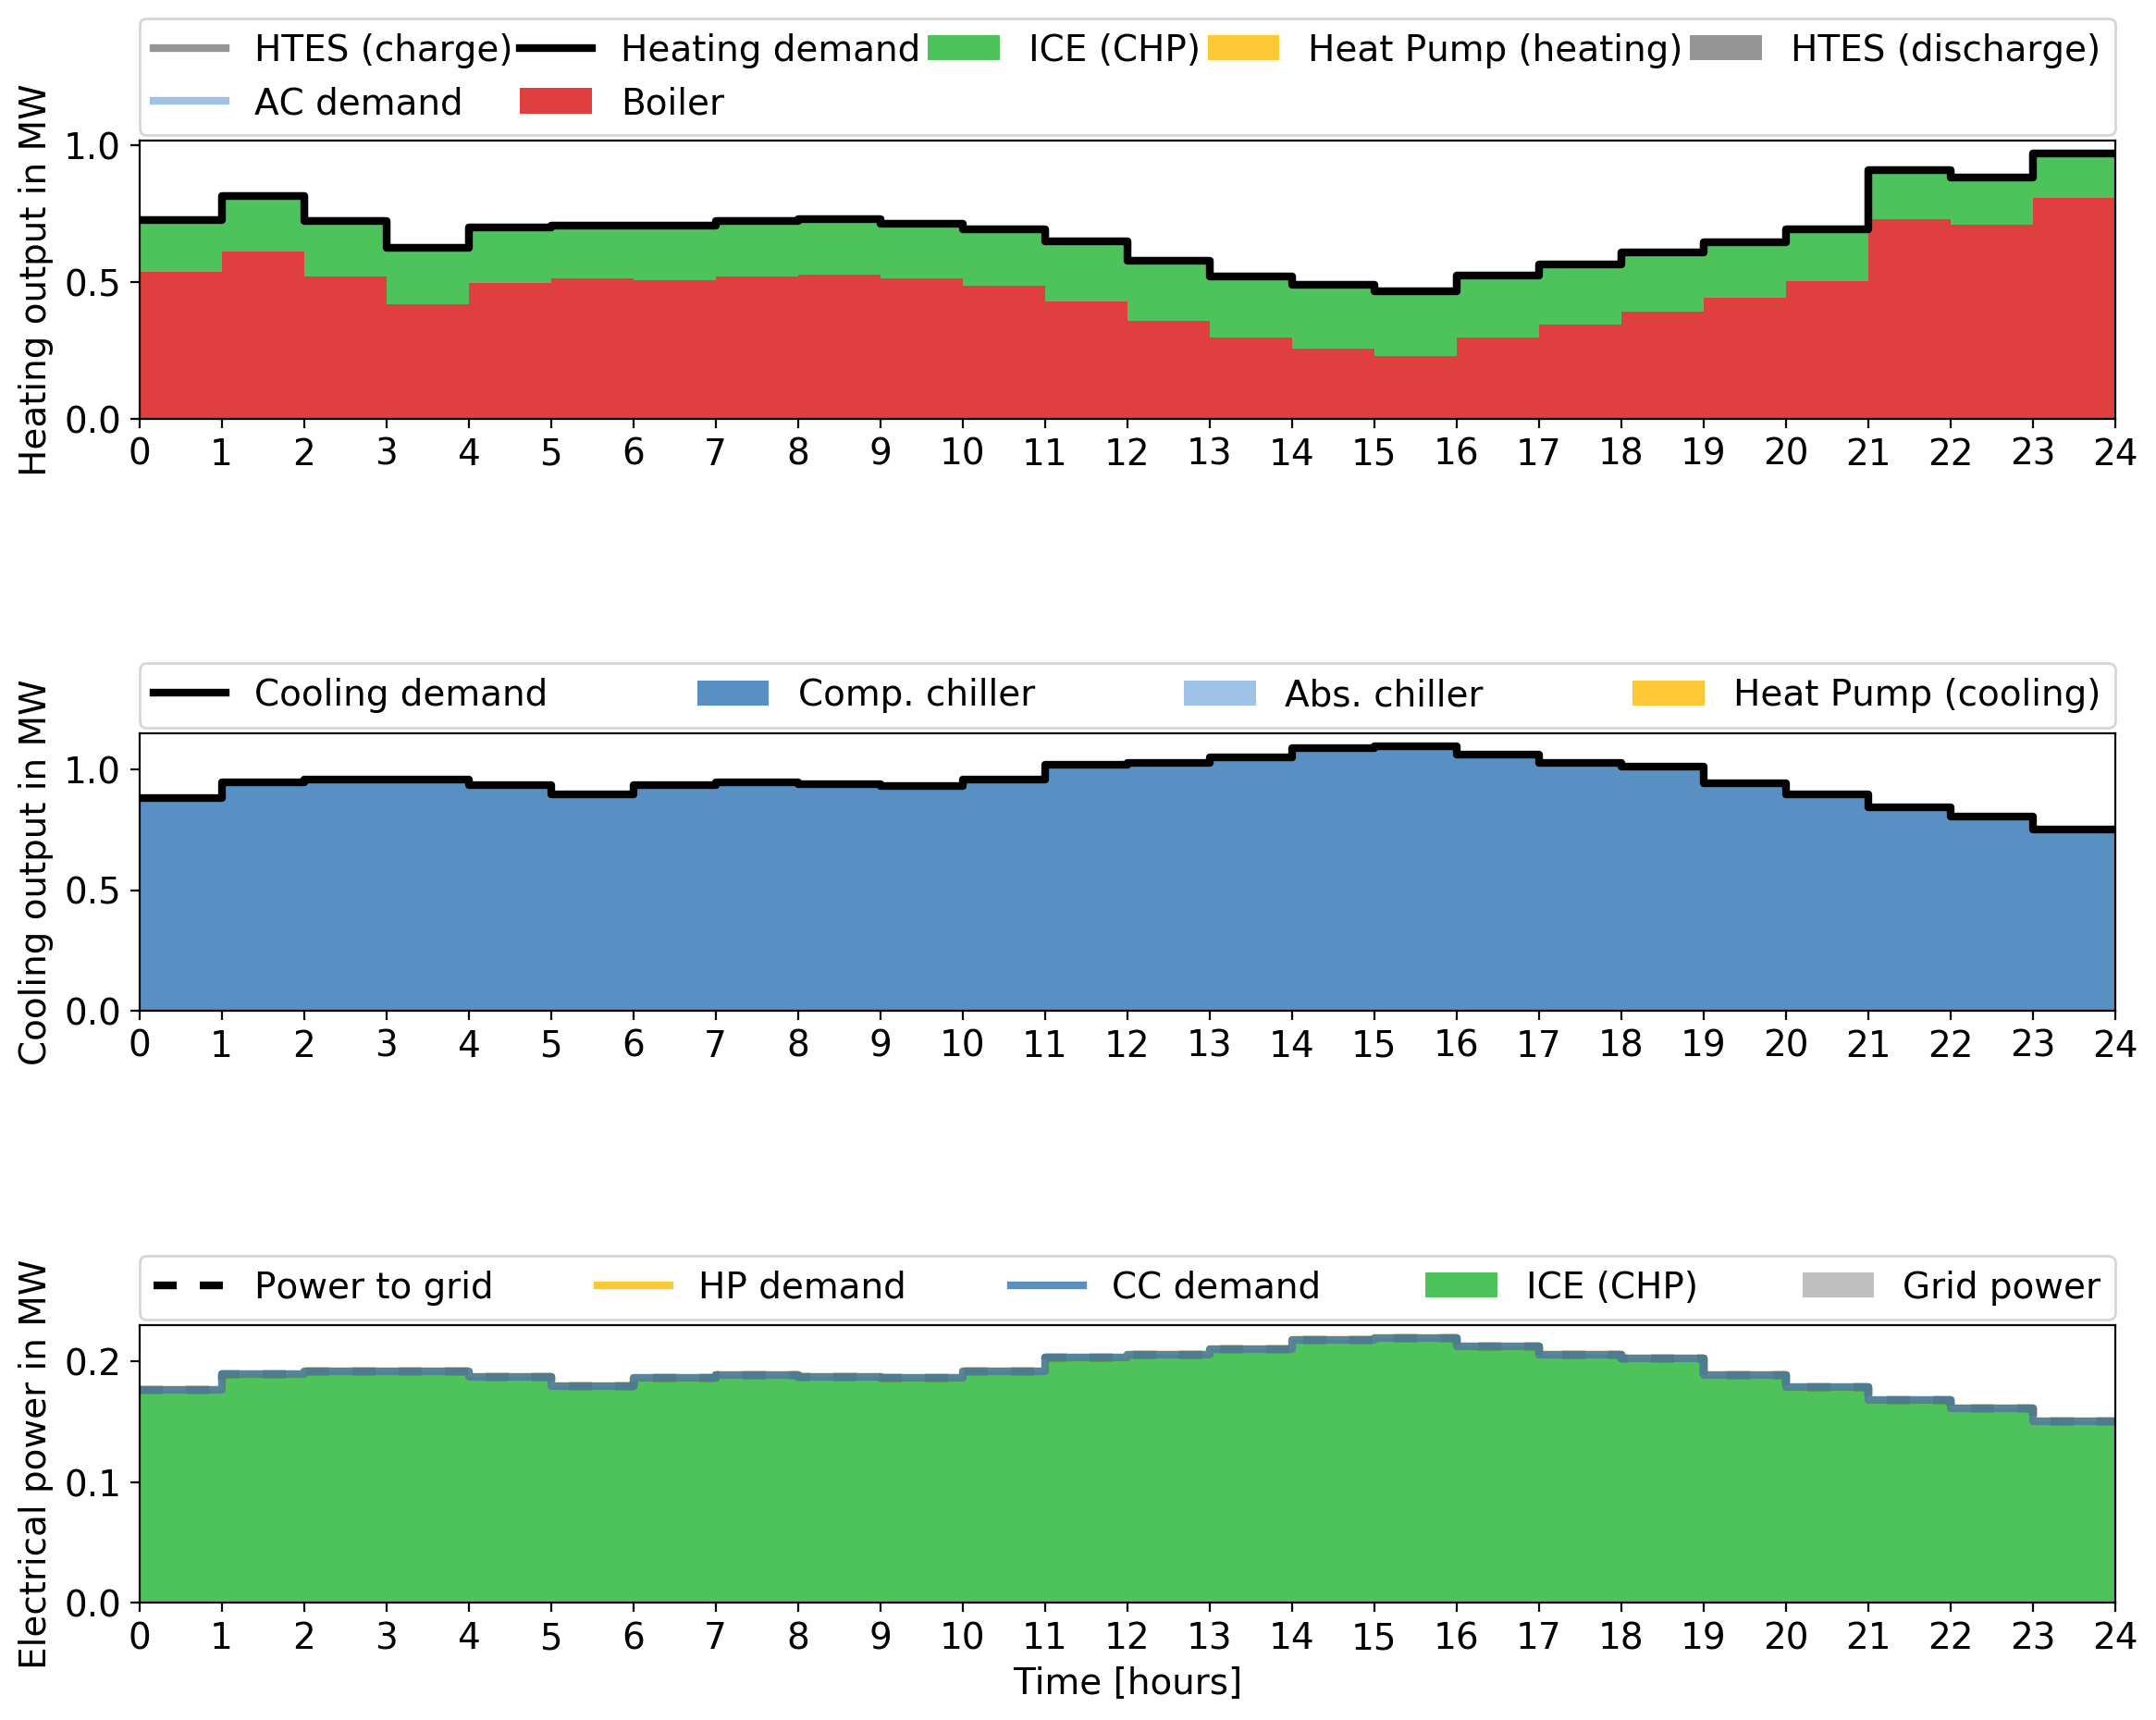 HTES (charge) Heating demand ICE (CHP) Heat Pump (heating) HTES (discharge)
AC demand Boiler
Heating output in MW
1.0
0.5
0.0
0 1 2 3 4 5 6 7 8 9 10 11 12 13 14 15 16 17 18 19 20 21 22 23 24
Cooling demand Comp. chiller Abs. chiller Heat Pump (cooling)
Cooling output in MW
1.0
0.5
0.0
0 1 2 3 4 5 6 7 8 9 10 11 12 13 14 15 16 17 18 19 20 21 22 23 24
Power to grid HP demand CC demand ICE (CHP) Grid power
Electrical power in MW
0.2
0.1
0.0
0 1 2 3 4 5 6 7 8 9 10 11 12 13 14 15 16 17 18 19 20 21 22 23 24
Time [hours]